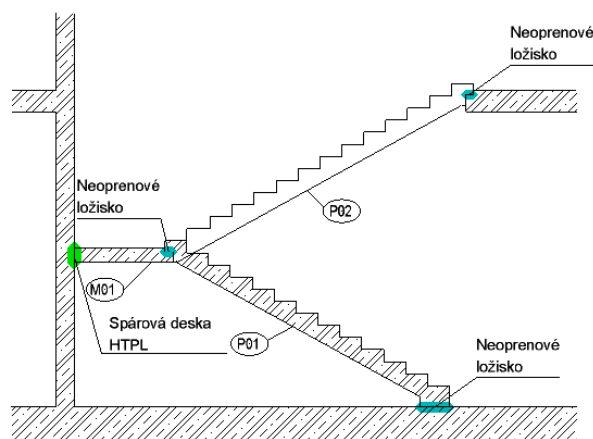 Neoprenové
ložisko
P02
Neoprenové
ložisko
M01
Spárová deska
HTPL
P01
Neoprenové
ložisko